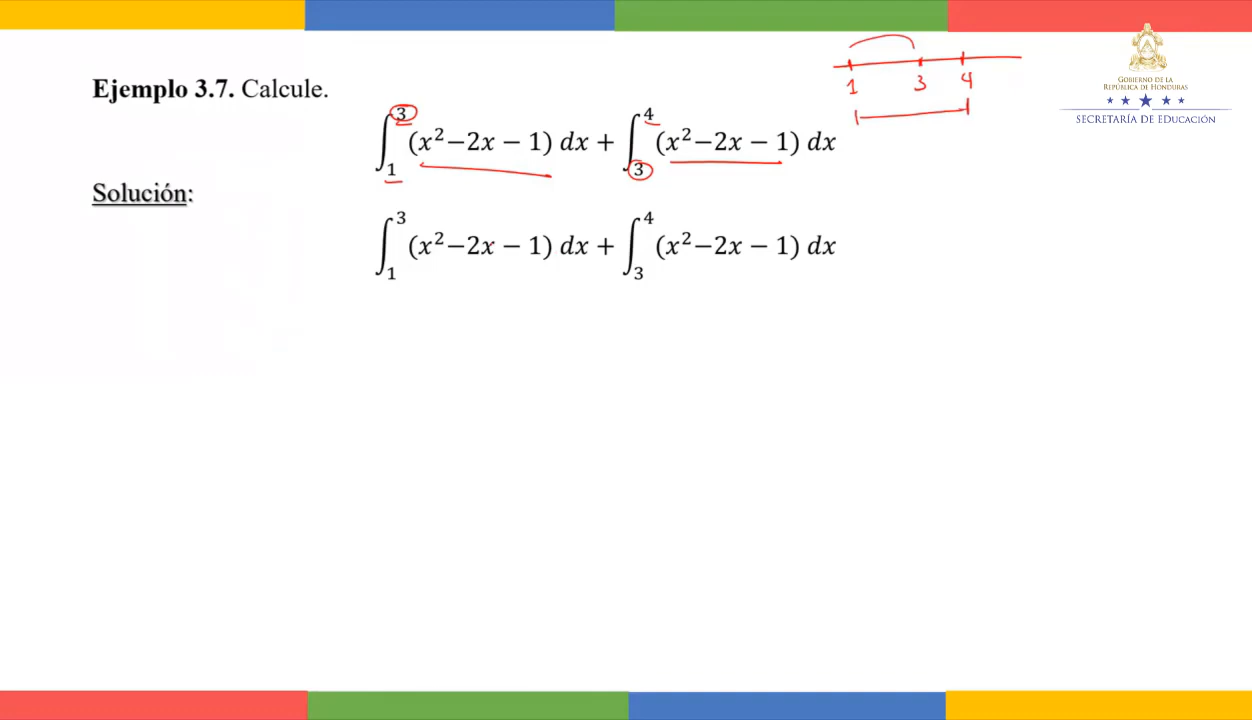 Ejemplo 3.7. Calcule.
∫₁³ (x²−2x − 1) dx + ∫₃⁴ (x²−2x − 1) dx
1 3 4
GOBIERNO DE LA
REPÚBLICA DE HONDURAS
SECRETARÍA DE EDUCACIÓN
Solución:
∫₁³ (x²−2x − 1) dx + ∫₃⁴ (x²−2x − 1) dx